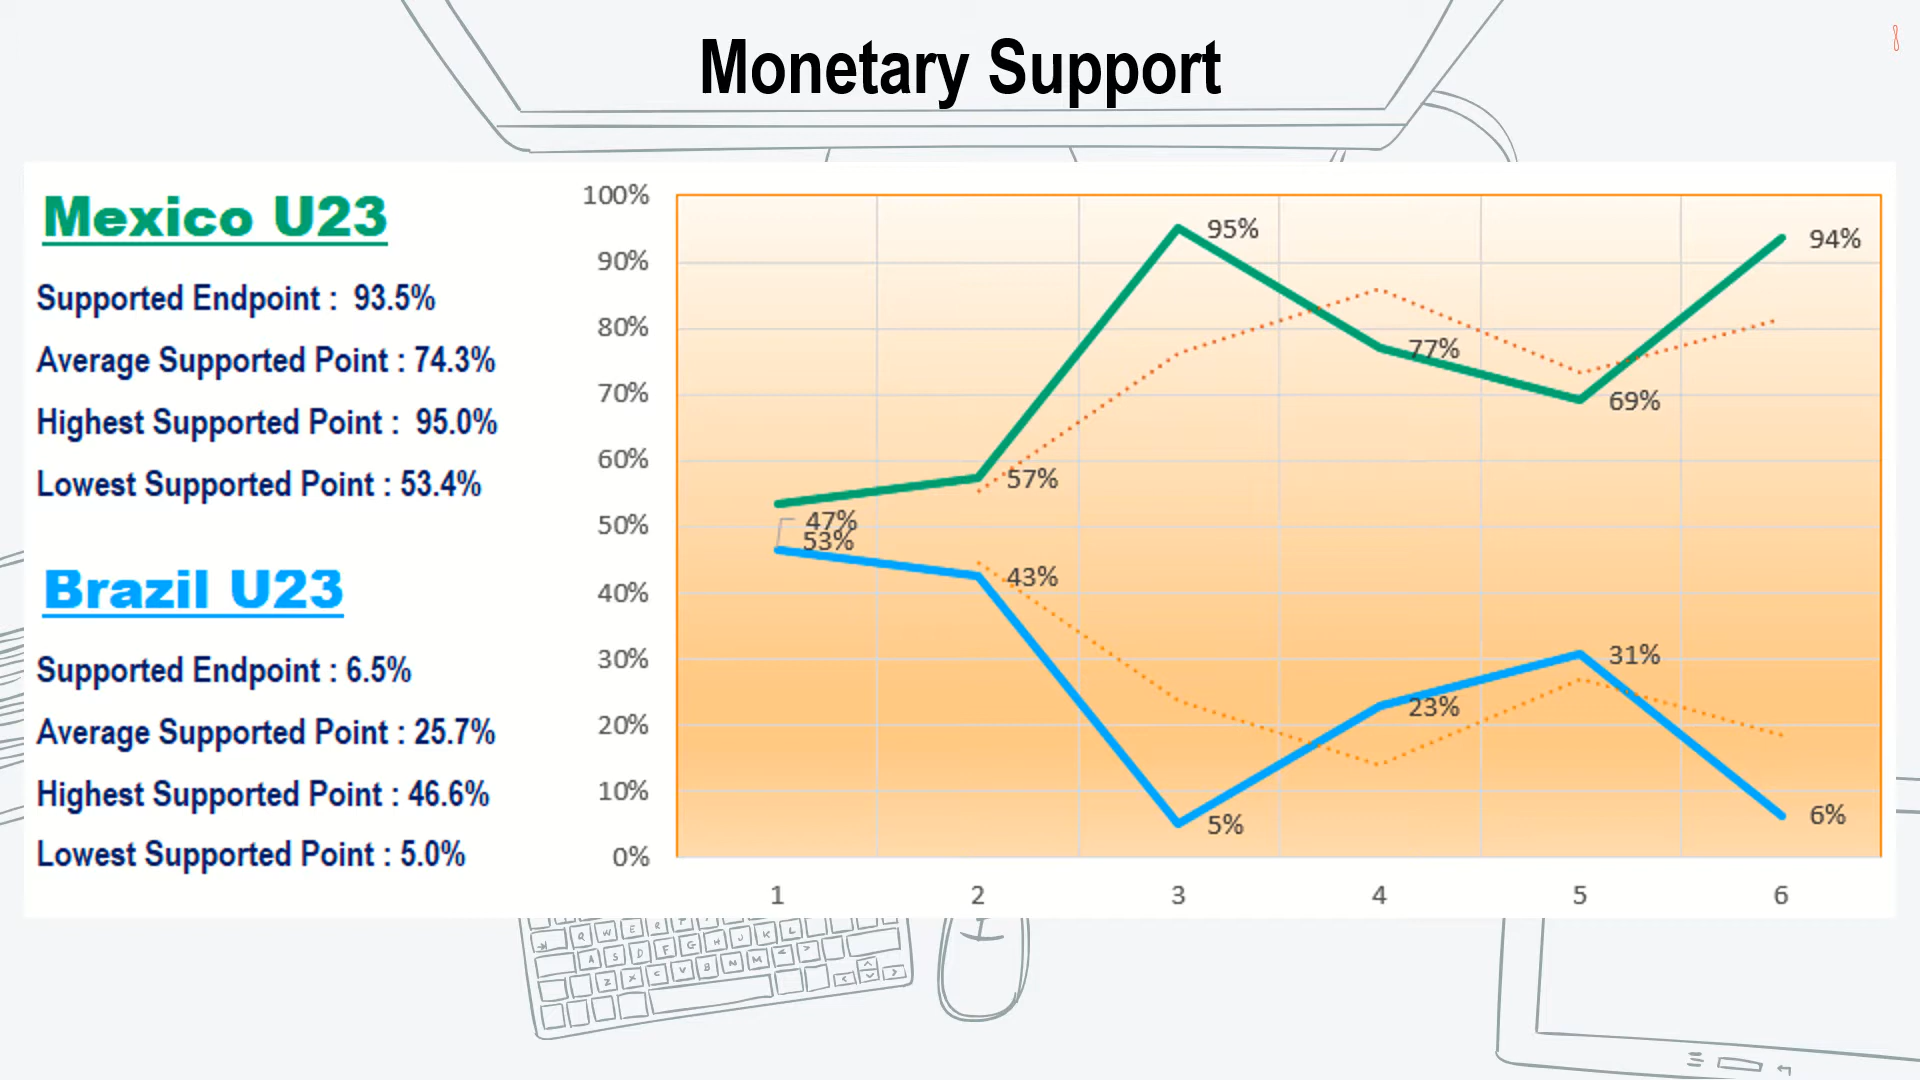 Monetary Support
Mexico U23
Supported Endpoint :  93.5%
Average Supported Point : 74.3%
Highest Supported Point :  95.0%
Lowest Supported Point : 53.4%
Brazil U23
Supported Endpoint : 6.5%
Average Supported Point : 25.7%
Highest Supported Point : 46.6%
Lowest Supported Point : 5.0%
100%
90%
80%
70%
60%
50%
40%
30%
20%
10%
0%
95%
94%
77%
69%
57%
47%
53%
43%
31%
23%
5%
6%
1 2 3 4 5 6